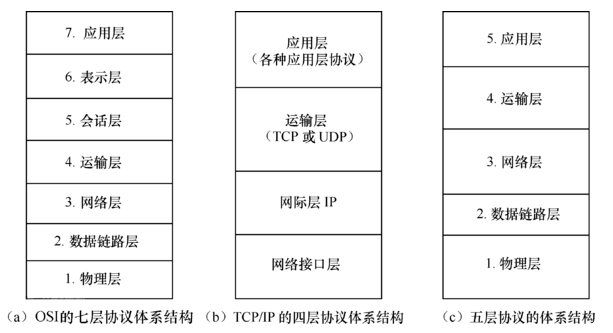 7. 应用层
6. 表示层
5. 会话层
4. 运输层
3. 网络层
2. 数据链路层
1. 物理层
(a) OSI的七层协议体系结构
应用层
(各种应用层协议)
运输层
(TCP 或 UDP)
网际层 IP
网络接口层
(b) TCP/IP 的四层协议体系结构
5. 应用层
4. 运输层
3. 网络层
2. 数据链路层
1. 物理层
(c) 五层协议的体系结构